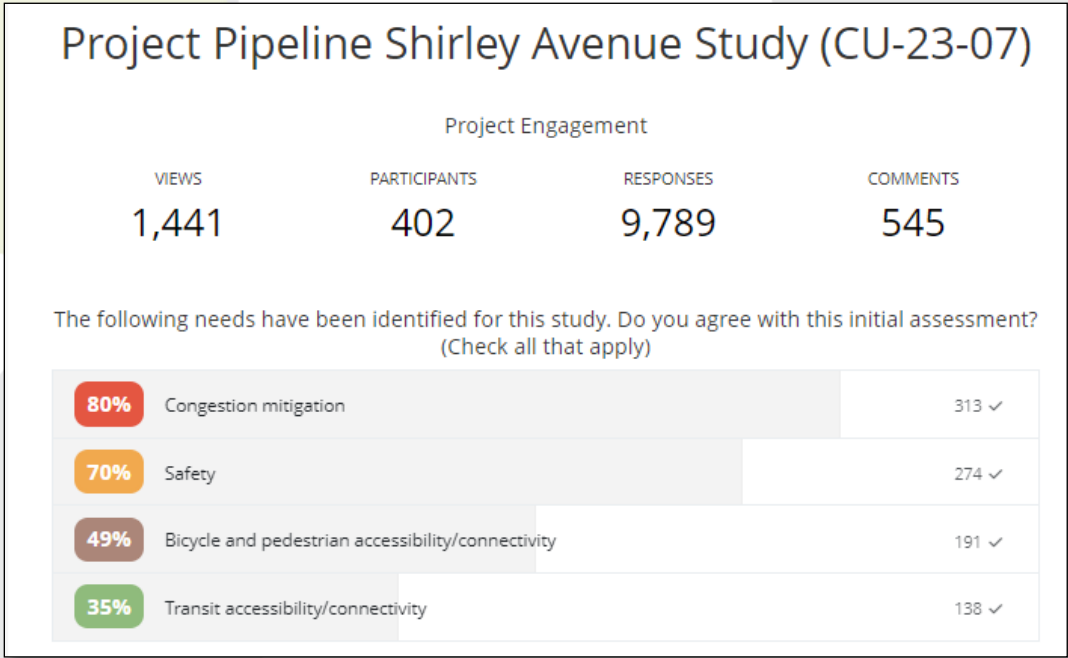 Project Pipeline Shirley Avenue Study (CU-23-07)
Project Engagement
VIEWS PARTICIPANTS RESPONSES COMMENTS
1,441 402 9,789 545
The following needs have been identified for this study. Do you agree with this initial assessment?
(Check all that apply)
80% Congestion mitigation 313 ✓
70% Safety 274 ✓
49% Bicycle and pedestrian accessibility/connectivity 191 ✓
35% Transit accessibility/connectivity 138 ✓